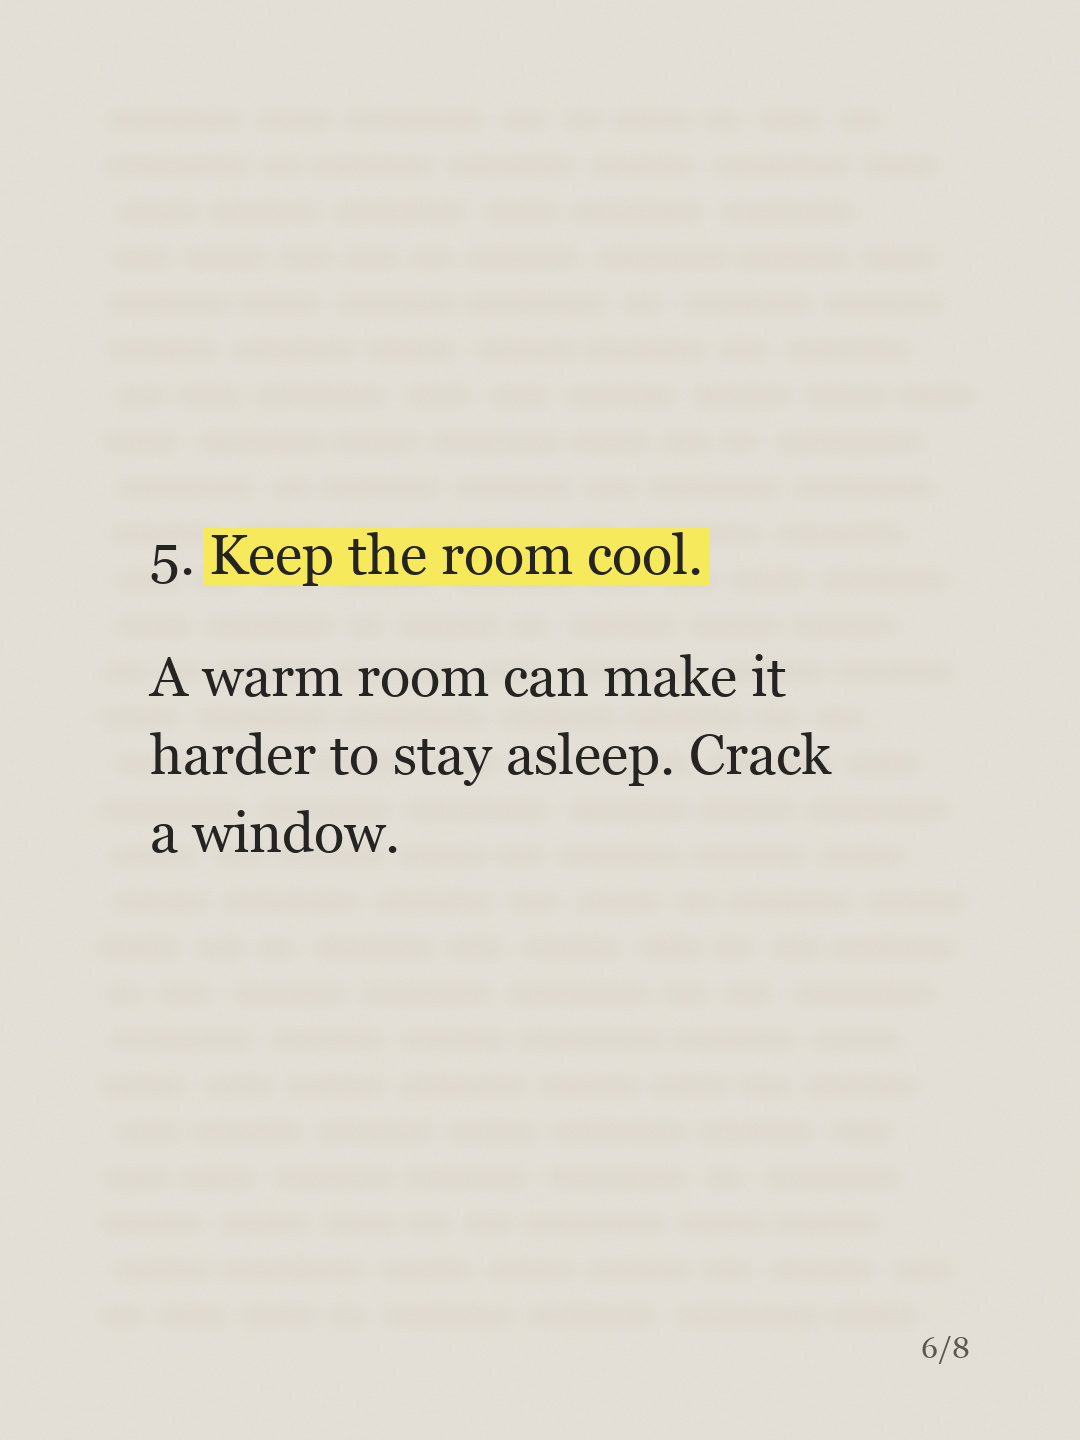 5. Keep the room cool.
A warm room can make it
harder to stay asleep. Crack
a window.
6/8